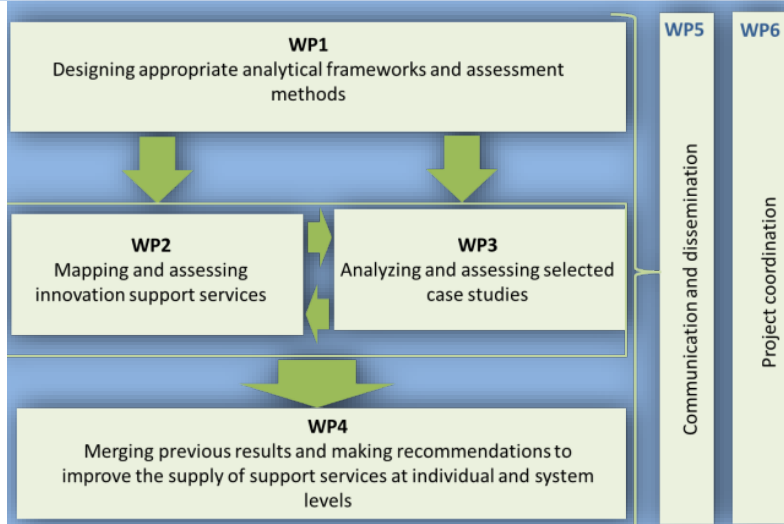 WP1
Designing appropriate analytical frameworks and assessment
methods
WP2
Mapping and assessing
innovation support services
WP3
Analyzing and assessing selected
case studies
WP4
Merging previous results and making recommendations to
improve the supply of support services at individual and system
levels
WP5
Communication and dissemination
WP6
Project coordination